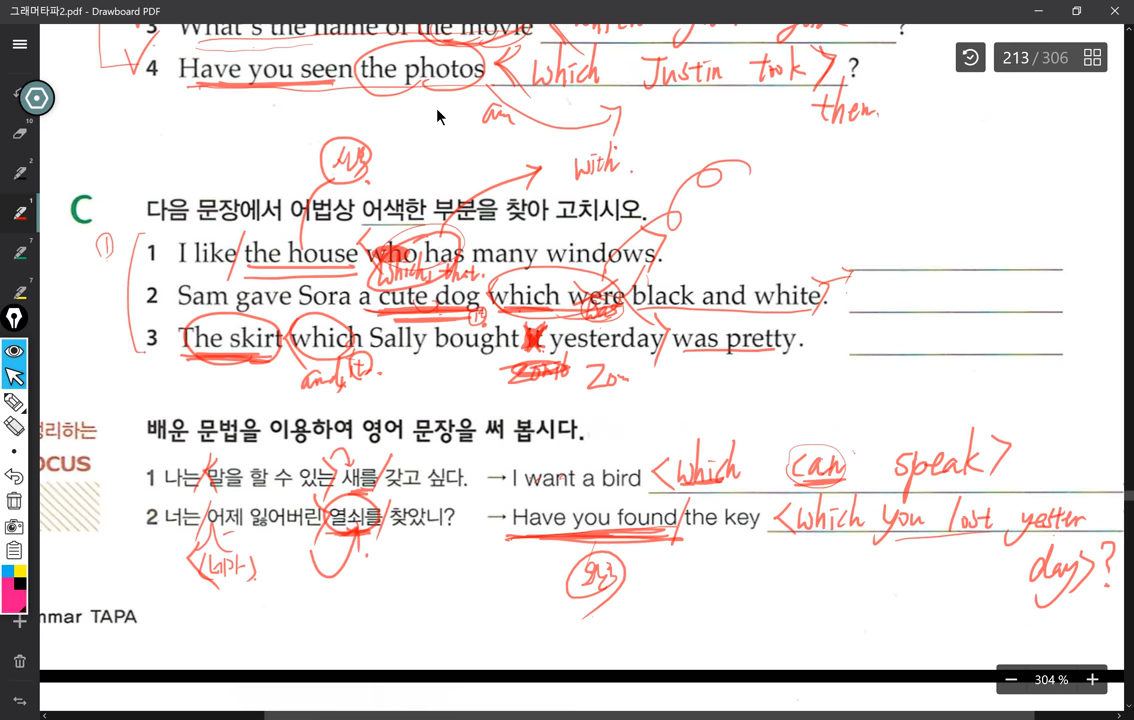 그래머타파2.pdf - Drawboard PDF
3 What's the name of the movie ?
4 Have you seen the photos <which Justin took> ?
them.
213 / 306
with.
C 다음 문장에서 어법상 어색한 부분을 찾아 고치시오.
①
1 I like the house who has many windows.
which, that.
2 Sam gave Sora a cute dog which were black and white.
was
it
3 The skirt which Sally bought it yesterday was pretty.
and it.
정리하는
OCUS
배운 문법을 이용하여 영어 문장을 써 봅시다.
1 나는 말을 할 수 있는 새를 갖고 싶다. → I want a bird <which can speak>
2 너는 어제 잃어버린 열쇠를 찾았니? → Have you found the key <which you lost yester
day>?
<네가>
mmar TAPA
304 %